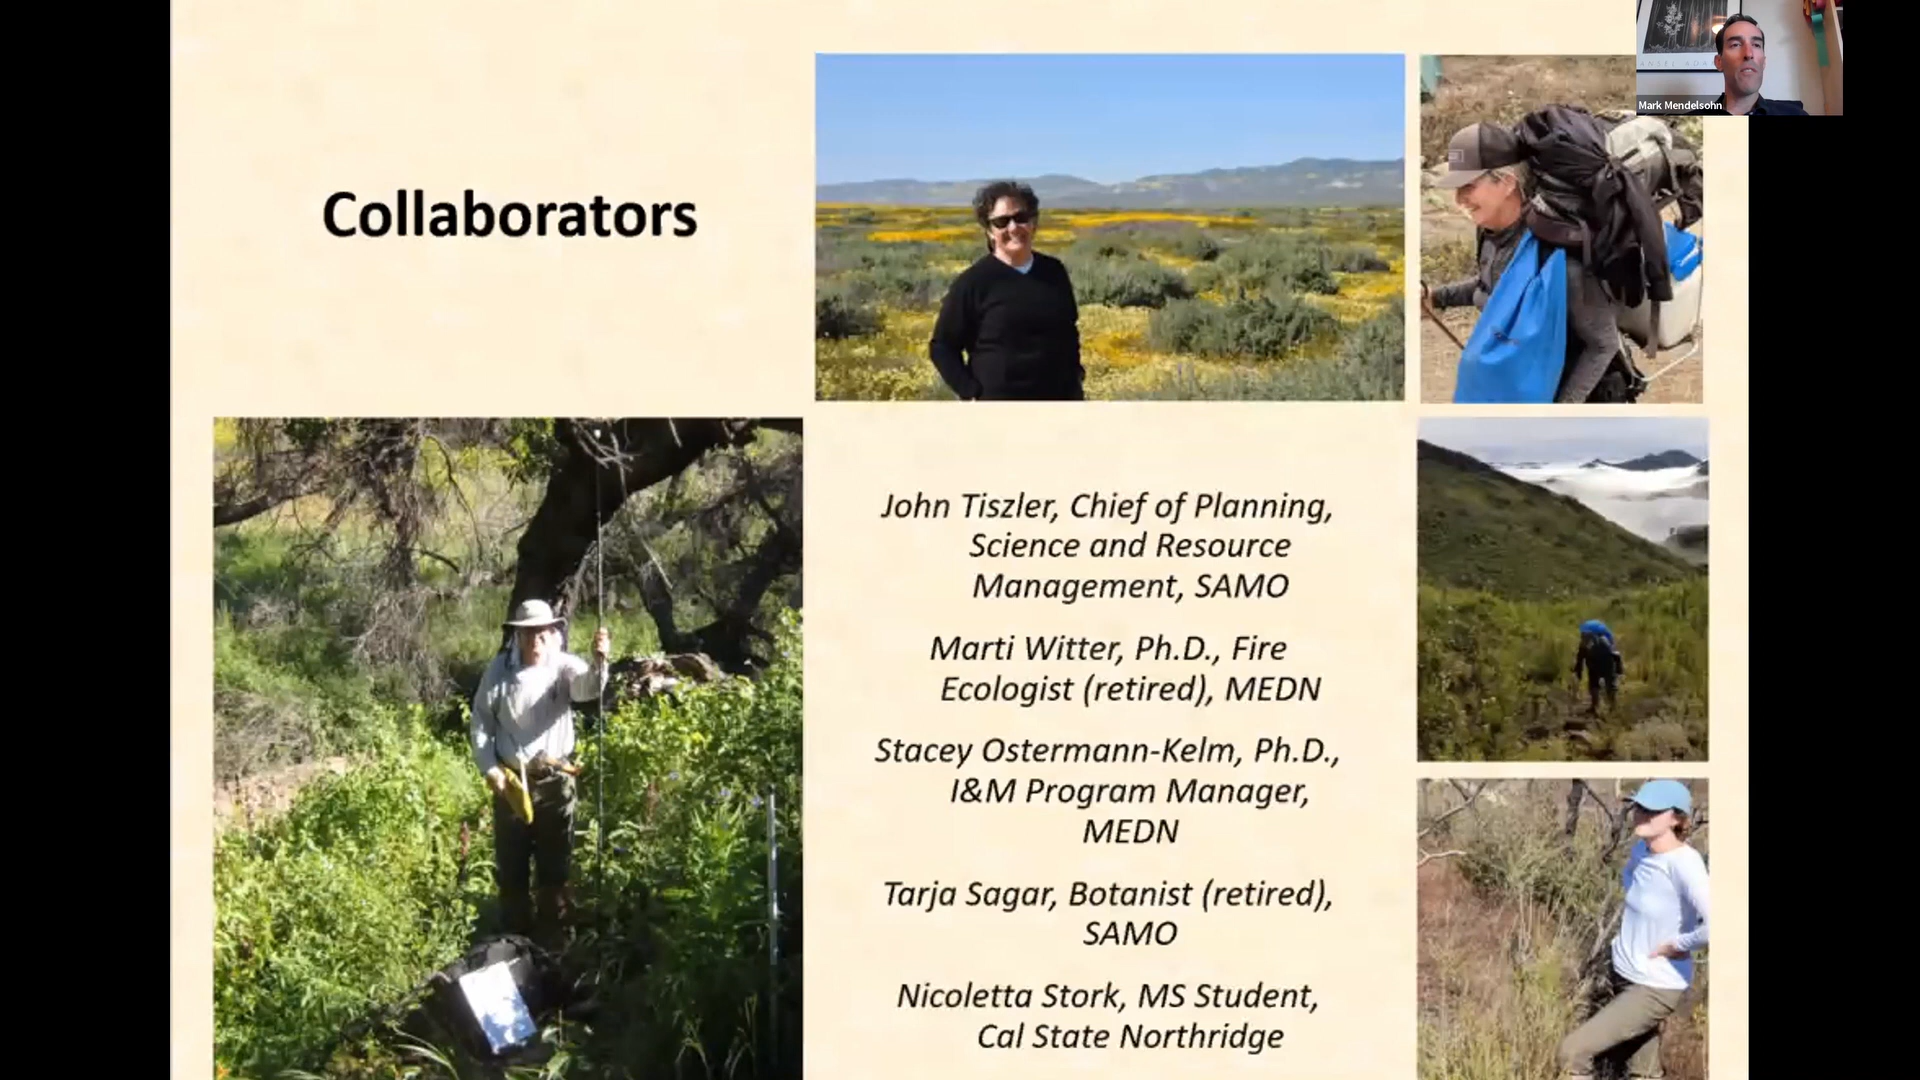 ANSEL ADA
Mark Mendelsohn
Collaborators
John Tiszler, Chief of Planning,
Science and Resource
Management, SAMO
Marti Witter, Ph.D., Fire
Ecologist (retired), MEDN
Stacey Ostermann-Kelm, Ph.D.,
I&M Program Manager,
MEDN
Tarja Sagar, Botanist (retired),
SAMO
Nicoletta Stork, MS Student,
Cal State Northridge